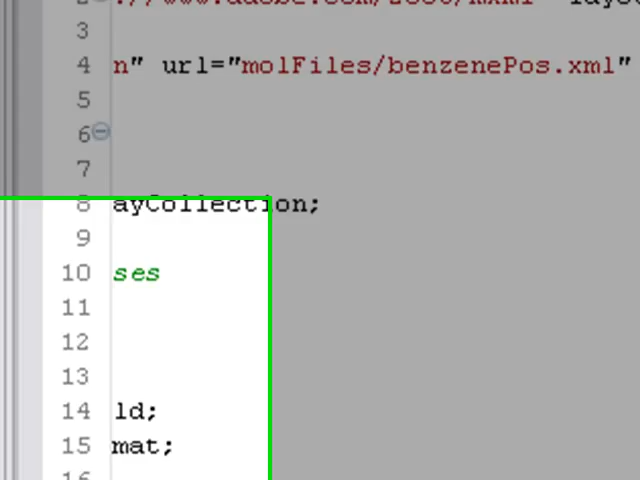 3
4 n" url="molFiles/benzenePos.xml"
5
6
7
8 ayCollection;
9
10 ses
11
12
13
14 ld;
15 mat;
16